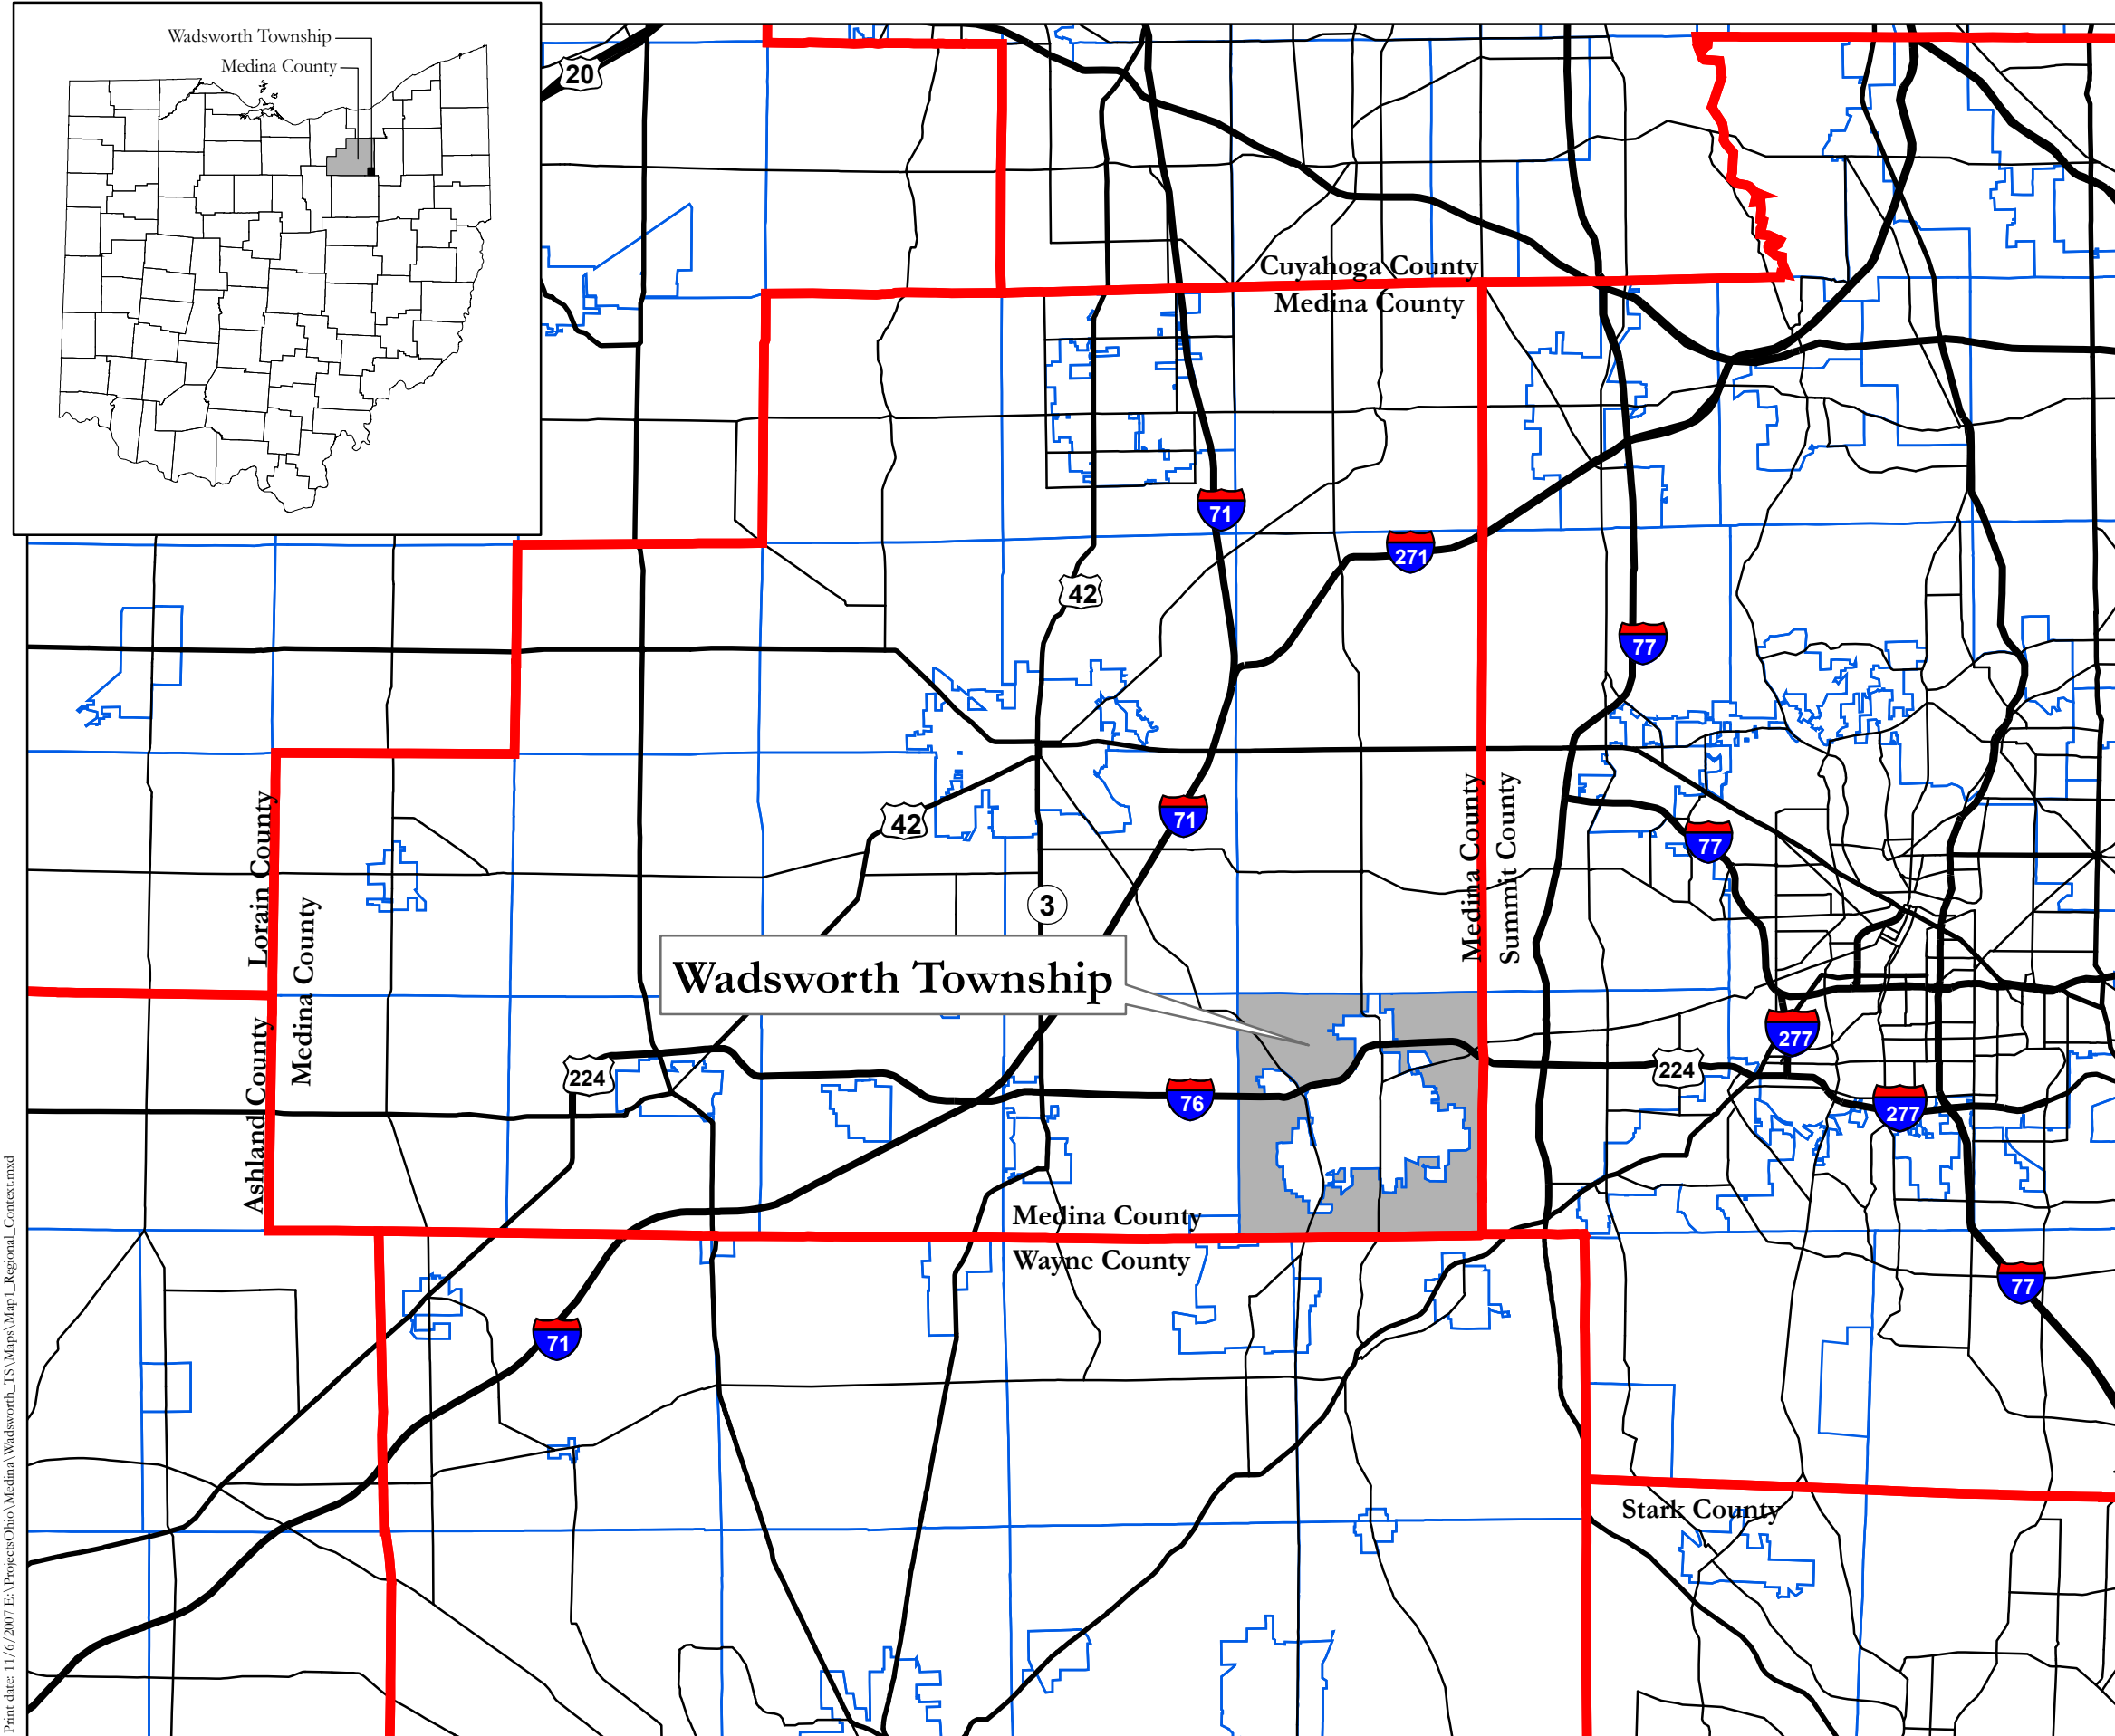 Wadsworth Township
Medina County
20
Cuyahoga County
Medina County
71
271
42
77
42
71
77
Lorain County
Medina County
Medina County
Summit County
3
Wadsworth Township
277
224
224
76
277
Ashland County
Medina County
Wayne County
77
71
Stark County
Print date: 11/6/2007 E:\ProjectsOhio\Medina\Wadsworth_TS\Maps\Map1_Regional_Context.mxd